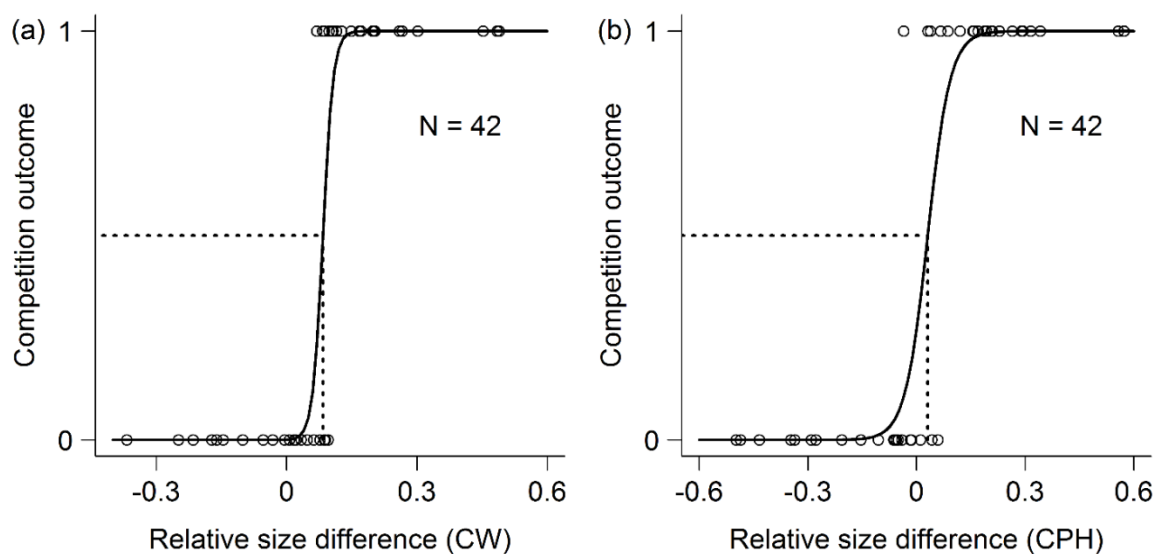 (a)
1
Competition outcome
N = 42
0
-0.3 0 0.3 0.6
Relative size difference (CW)
(b)
1
Competition outcome
N = 42
0
-0.6 -0.3 0 0.3 0.6
Relative size difference (CPH)